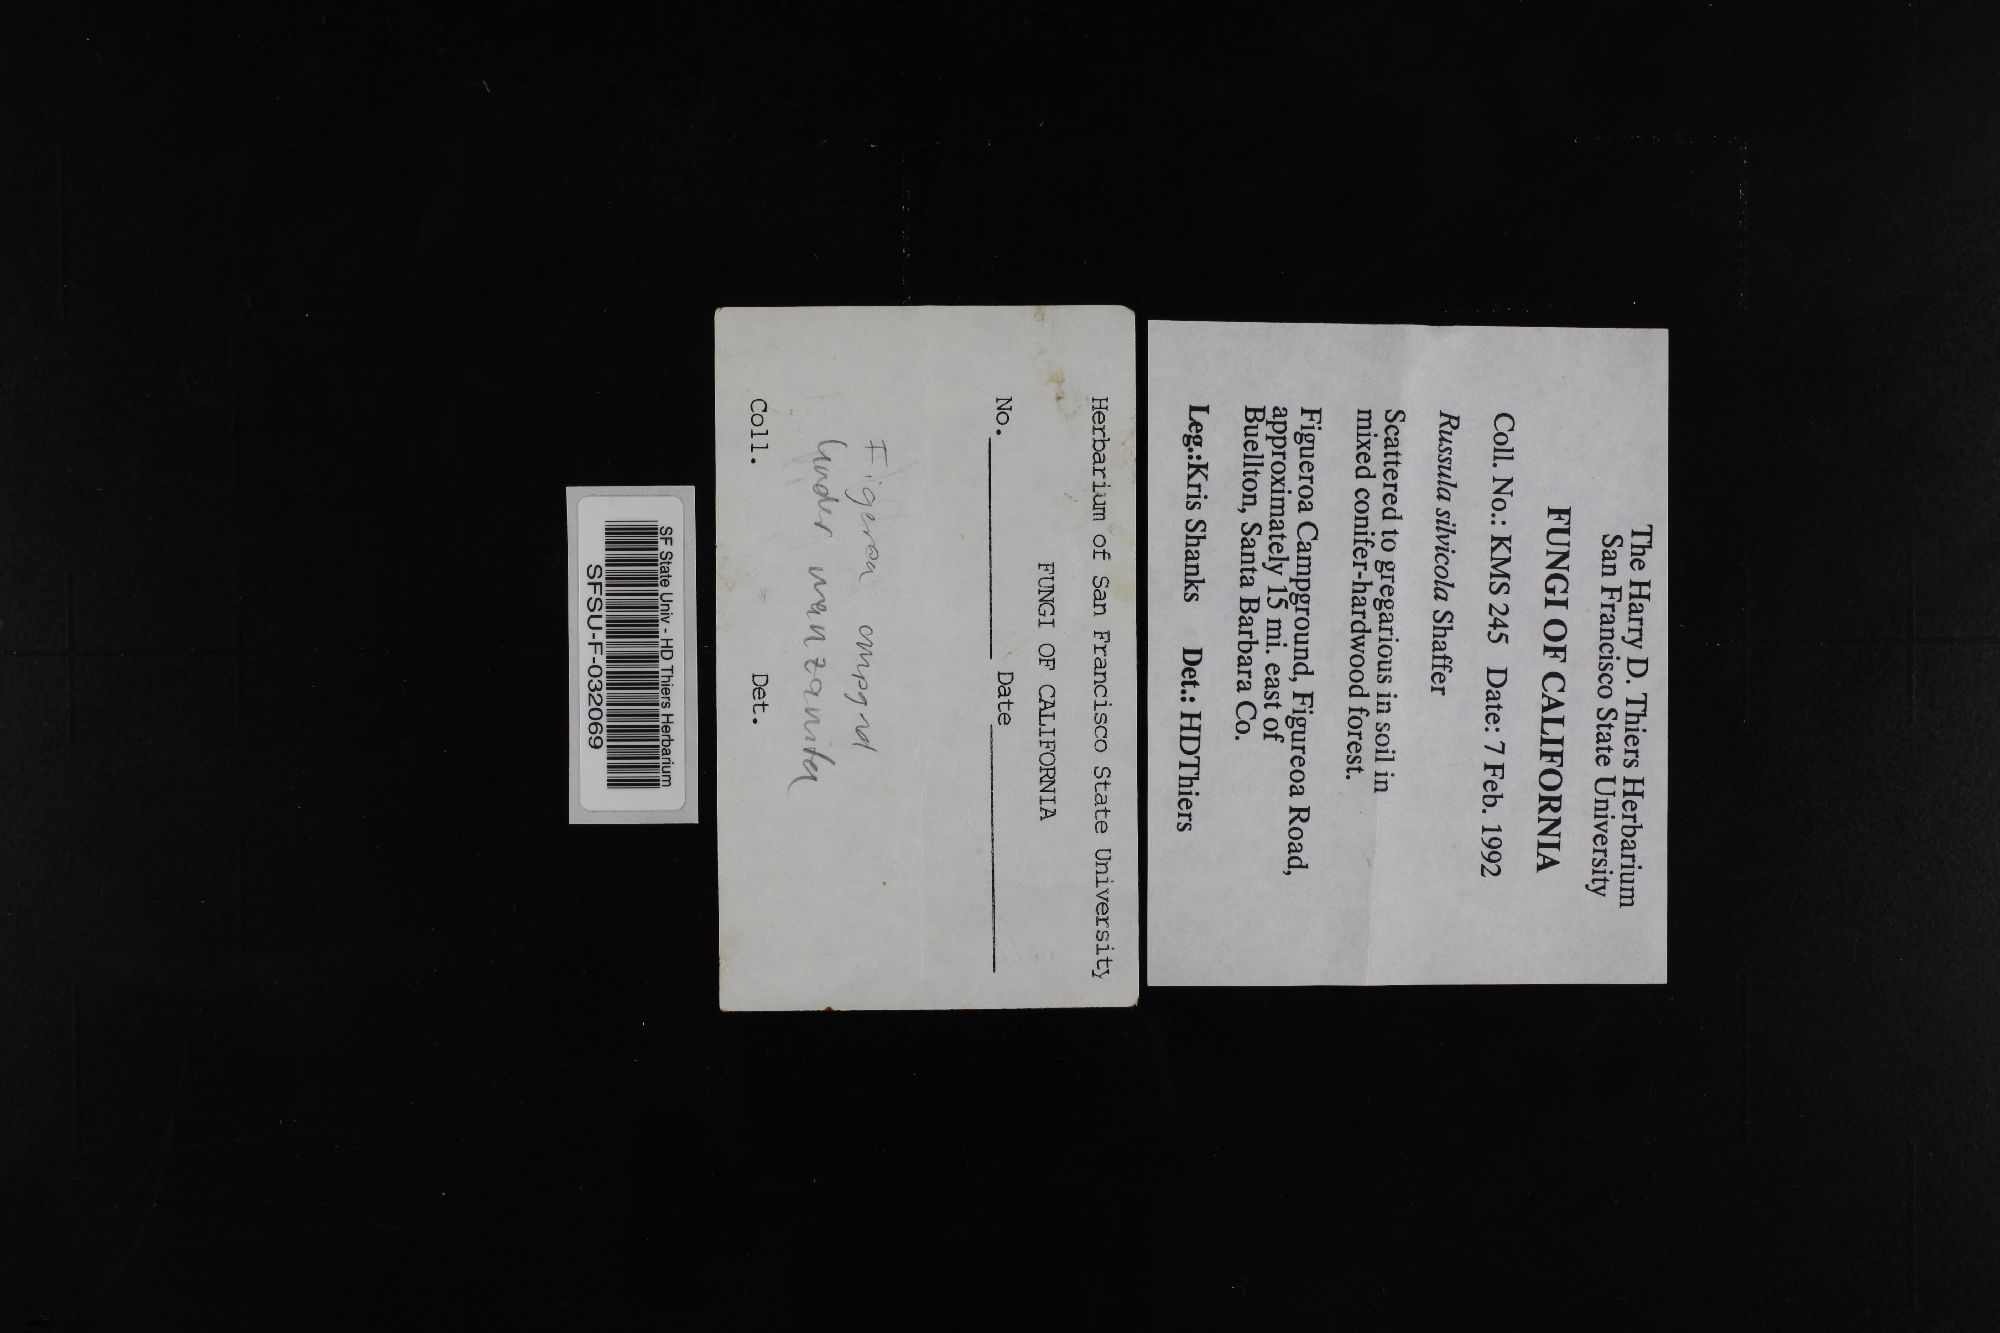 The Harry D. Thiers Herbarium
San Francisco State University
FUNGI OF CALIFORNIA
Coll. No.: KMS 245 Date: 7 Feb. 1992
Russula silvicola Shaffer
Scattered to gregarious in soil in
mixed conifer-hardwood forest.
Figueroa Campground, Figureoa Road,
approximately 15 mi. east of
Buellton, Santa Barbara Co.
Leg.:Kris Shanks Det.: HDThiers
Herbarium of San Francisco State University
FUNGI OF CALIFORNIA
No. Date
Figeroa cmpgnd
Under manzanita
Coll. Det.
SF State Univ - HD Thiers Herbarium
SFSU-F-032069